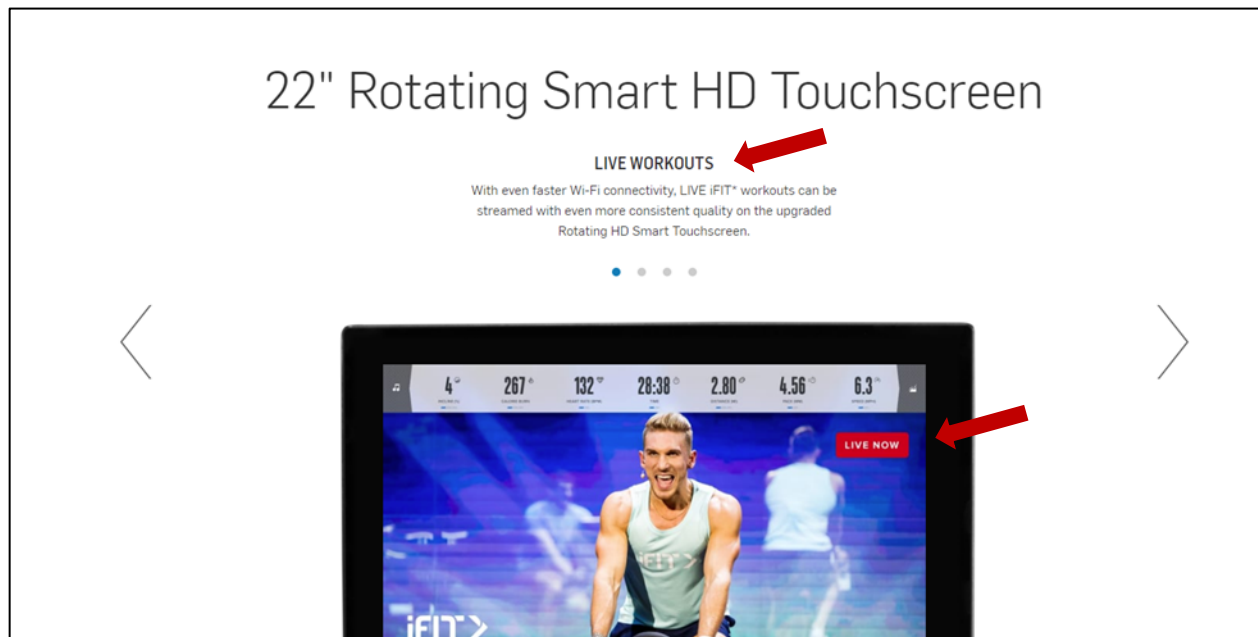 22" Rotating Smart HD Touchscreen
LIVE WORKOUTS
With even faster Wi-Fi connectivity, LIVE iFIT* workouts can be
streamed with even more consistent quality on the upgraded
Rotating HD Smart Touchscreen.
4 267 132 28:38 2.80 4.56 6.3
LIVE NOW
iFIT
iFIT